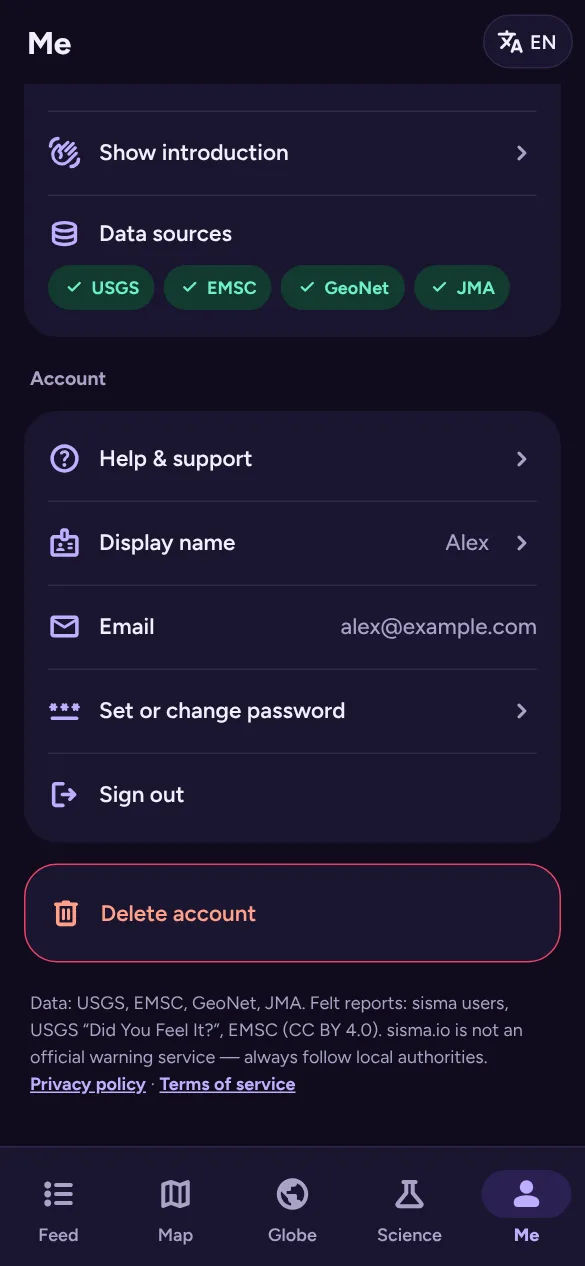 Me
EN
Show introduction
Data sources
USGS
EMSC
GeoNet
JMA
Account
Help & support
Display name
Alex
Email
alex@example.com
Set or change password
Sign out
Delete account
Data: USGS, EMSC, GeoNet, JMA. Felt reports: sisma users,
USGS “Did You Feel It?”, EMSC (CC BY 4.0). sisma.io is not an
official warning service — always follow local authorities.
Privacy policy · Terms of service
Feed
Map
Globe
Science
Me